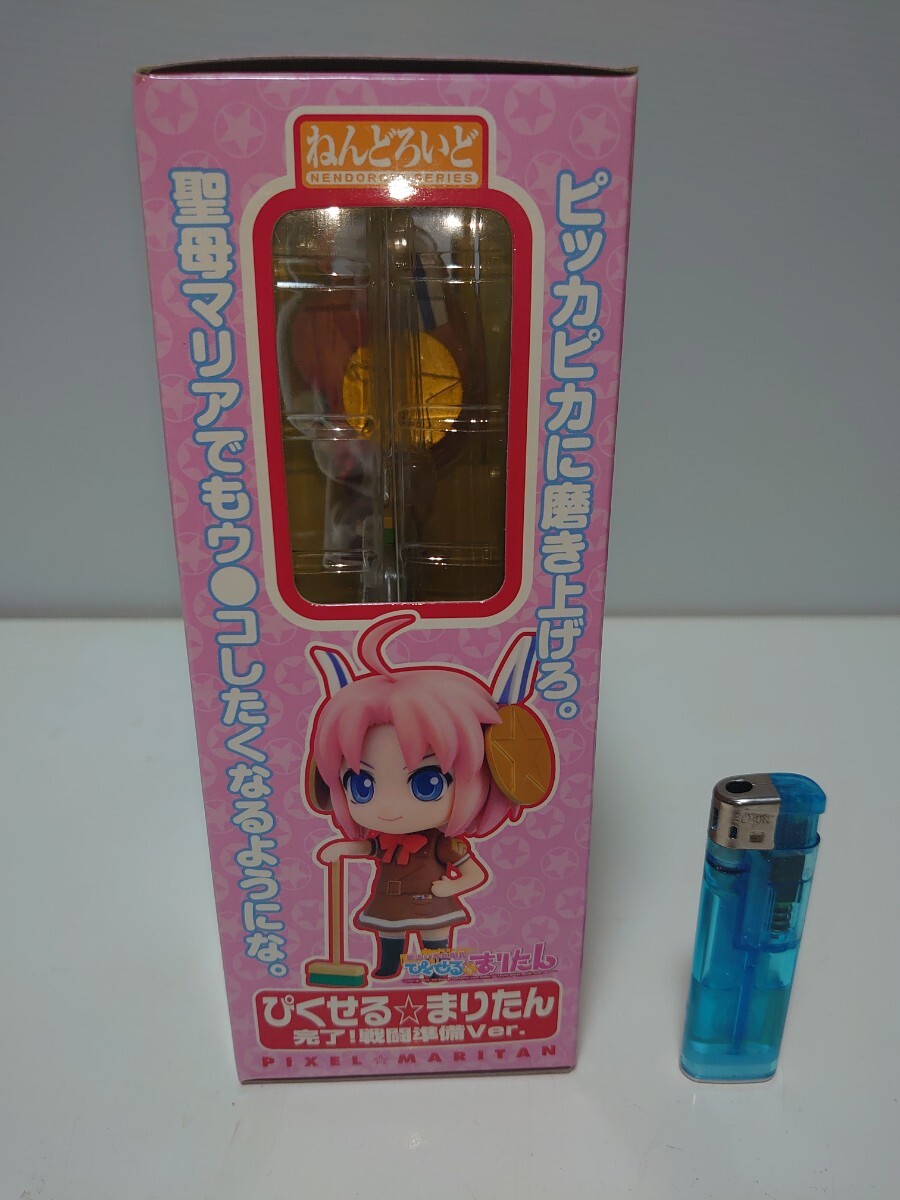 ねんどろいど
NENDOROID SERIES
ピッカピカに磨き上げろ。
聖母マリアでもウ●コしたくなるようにな。
ぴくせる☆まりたん
ぴくせる☆まりたん
完了!戦闘準備Ver.
PIXEL☆MARITAN